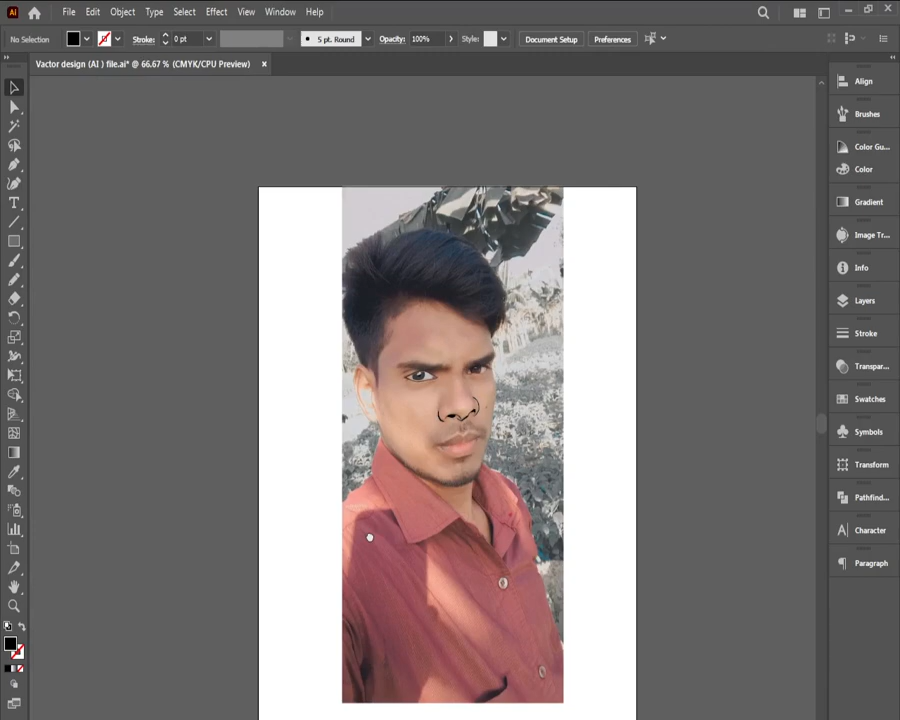 Ai File Edit Object Type Select Effect View Window Help
No Selection Stroke: 0 pt 5 pt. Round Opacity: 100% Style: Document Setup Preferences
Vactor design (AI ) file.ai* @ 66.67 % (CMYK/CPU Preview)
Align
Brushes
Color Gu...
Color
Gradient
Image Tr...
Info
Layers
Stroke
Transpar...
Swatches
Symbols
Transform
Pathfind...
Character
Paragraph